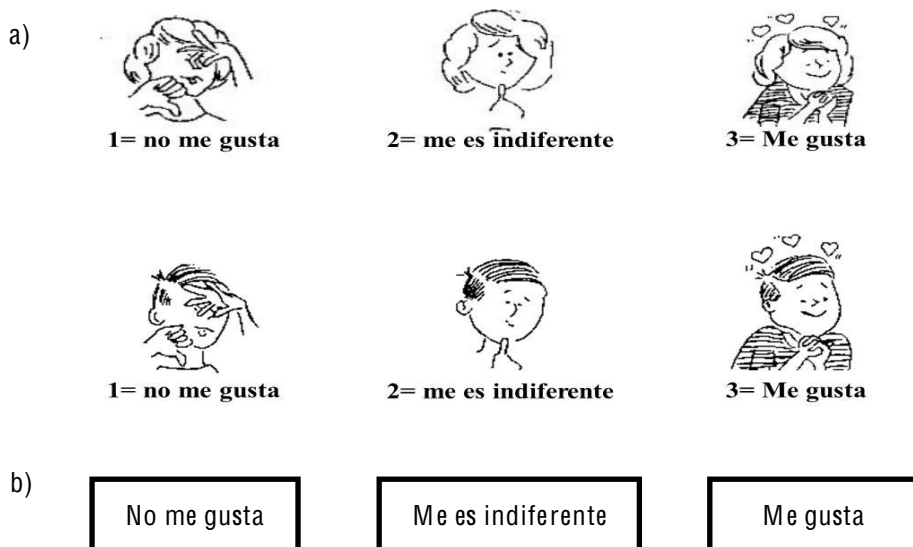 a)
1= no me gusta 2= me es indiferente 3= Me gusta
1= no me gusta 2= me es indiferente 3= Me gusta
b)
No me gusta Me es indiferente Me gusta